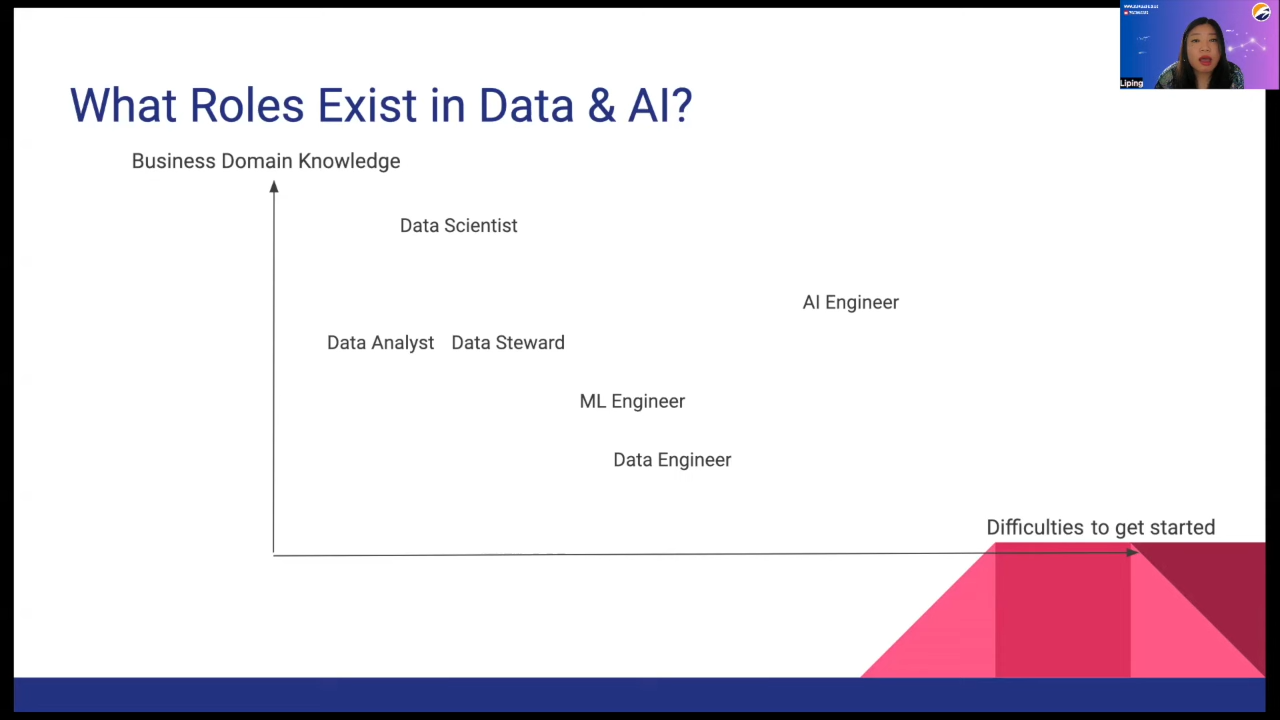 What Roles Exist in Data & AI?
Business Domain Knowledge
Data Scientist
AI Engineer
Data Analyst
Data Steward
ML Engineer
Data Engineer
Difficulties to get started
Liping